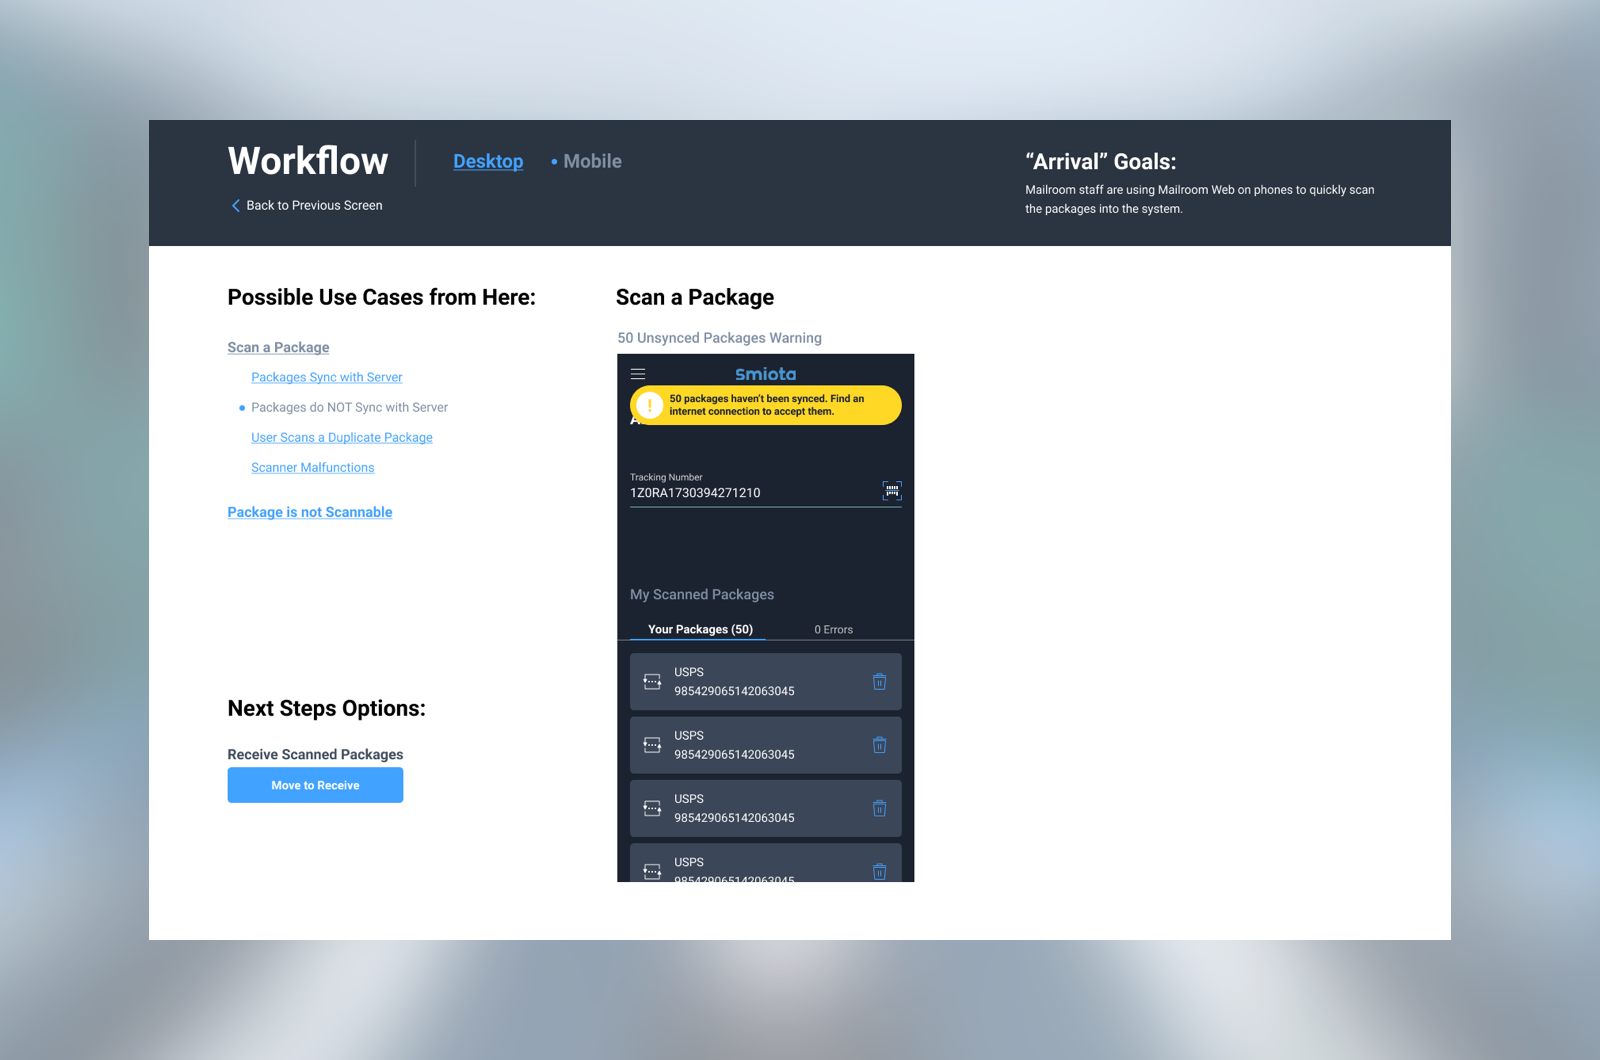 Workflow
Desktop
Mobile
Back to Previous Screen
“Arrival” Goals:
Mailroom staff are using Mailroom Web on phones to quickly scan
the packages into the system.
Possible Use Cases from Here:
Scan a Package
Packages Sync with Server
Packages do NOT Sync with Server
User Scans a Duplicate Package
Scanner Malfunctions
Package is not Scannable
Next Steps Options:
Receive Scanned Packages
Move to Receive
Scan a Package
50 Unsynced Packages Warning
smiota
50 packages haven’t been synced. Find an
internet connection to accept them.
Tracking Number
1Z0RA1730394271210
My Scanned Packages
Your Packages (50)
0 Errors
USPS
985429065142063045
USPS
985429065142063045
USPS
985429065142063045
USPS
985429065142063045